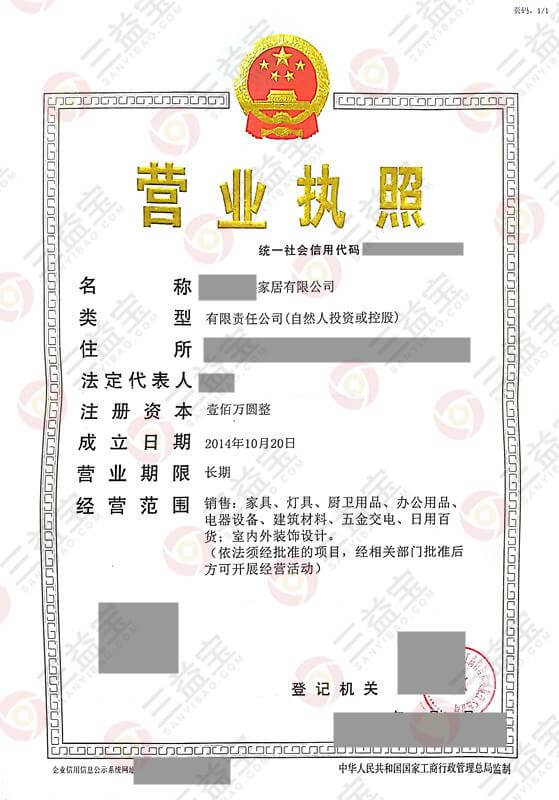 页码：1/1
营业执照
统一社会信用代码
名 称 家居有限公司
类 型 有限责任公司(自然人投资或控股)
住 所
法定代表人
注册资本 壹佰万圆整
成立日期 2014年10月20日
营业期限 长期
经营范围 销售：家具、灯具、厨卫用品、办公用品、
电器设备、建筑材料、五金交电、日用百
货；室内外装饰设计。
(依法须经批准的项目，经相关部门批准后
方可开展经营活动)
登记机关
企业信用信息公示系统网址
中华人民共和国国家工商行政管理总局监制
三益宝
SANYIBAO.COM